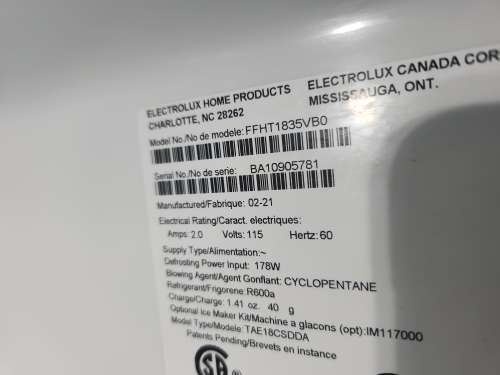 ELECTROLUX HOME PRODUCTS ELECTROLUX CANADA COR
CHARLOTTE, NC 28262 MISSISSAUGA, ONT.
Model No./No de modele: FFHT1835VB0
Serial No./No de serie: BA10905781
Manufactured/Fabrique: 02-21
Electrical Rating/Caract. electriques:
Amps: 2.0 Volts: 115 Hertz: 60
Supply Type/Alimentation:~
Defrosting Power Input: 178W
Blowing Agent/Agent Gonflant: CYCLOPENTANE
Refrigerant/Frigorene: R600a
Charge/Charge: 1.41 oz. 40 g
Optional Ice Maker Kit/Machine a glacons (opt): IM117000
Model Type/Modele: TAE18CSDDA
Patents Pending/Brevets en instance
SA